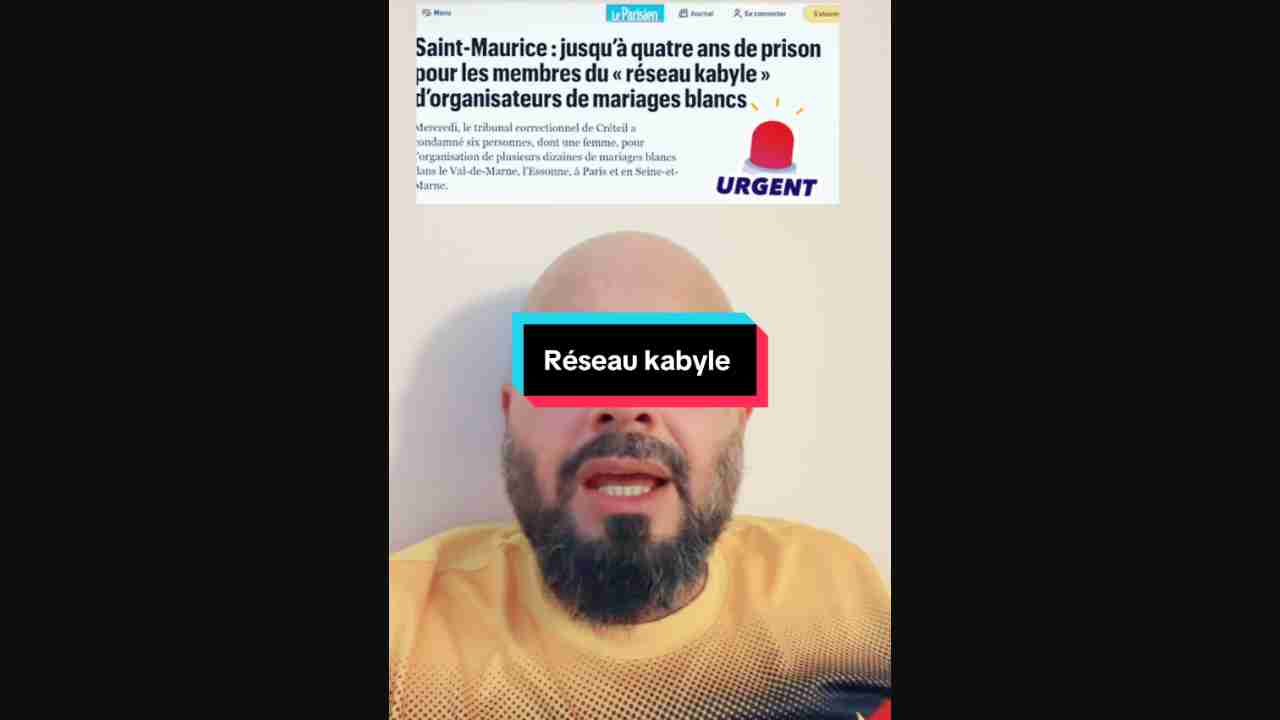 Menu
Le Parisien
Journal
Se connecter
S'abonner
Saint-Maurice : jusqu'à quatre ans de prison
pour les membres du « réseau kabyle »
d'organisateurs de mariages blancs
Mercredi, le tribunal correctionnel de Créteil a
condamné six personnes, dont une femme, pour
l'organisation de plusieurs dizaines de mariages blancs
dans le Val-de-Marne, l'Essonne, à Paris et en Seine-et-
Marne.
URGENT
Réseau kabyle